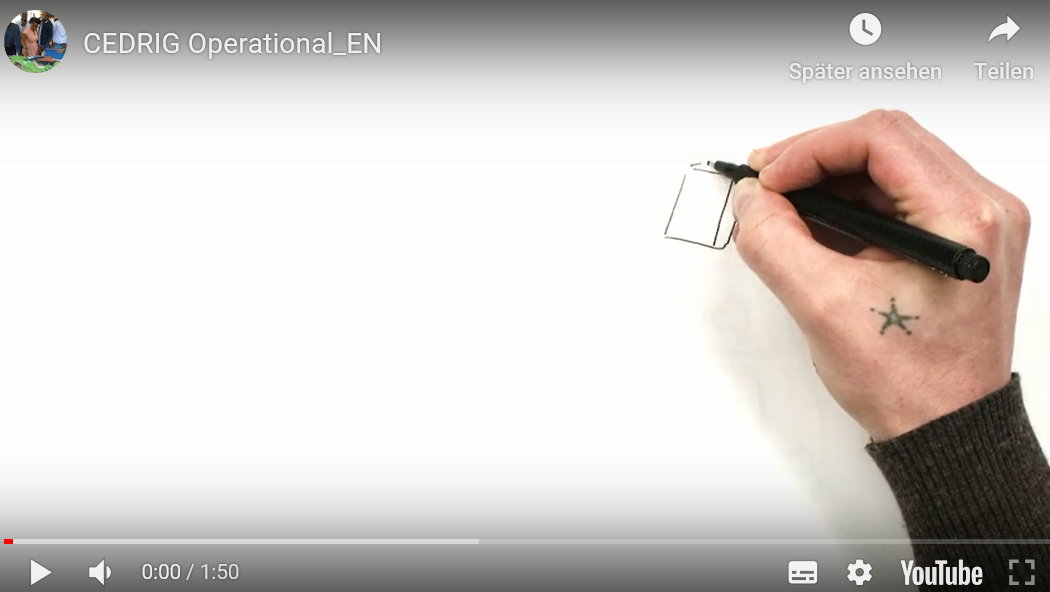 CEDRIG Operational_EN
Später ansehen
Teilen
0:00 / 1:50
YouTube